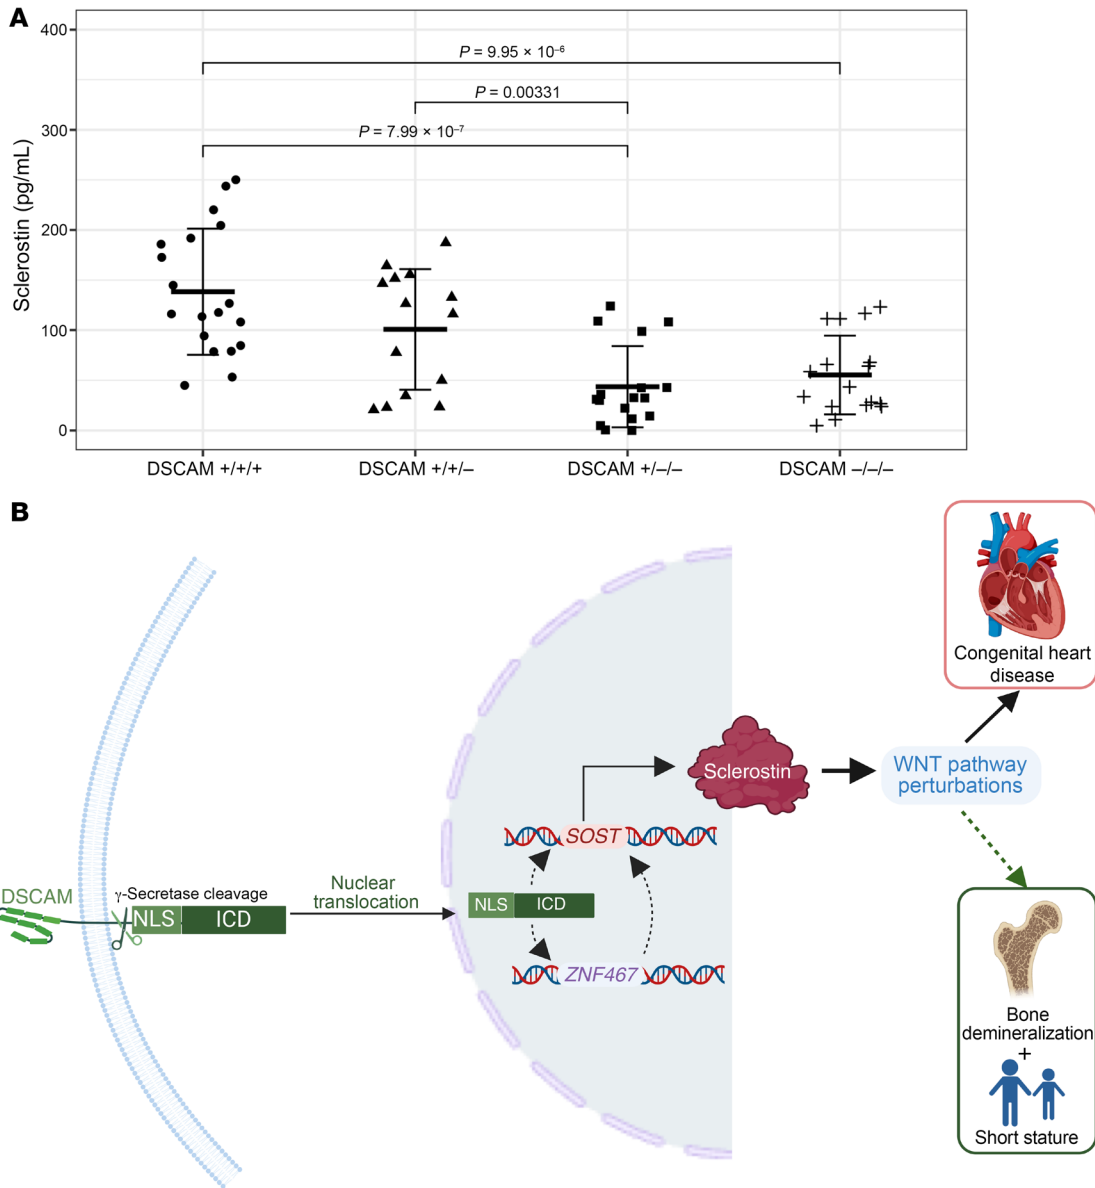 A
Sclerostin (pg/mL)
400
300
200
100
0
P = 9.95 × 10⁻⁶
P = 0.00331
P = 7.99 × 10⁻⁷
DSCAM +/+/+
DSCAM +/+/–
DSCAM +/–/–
DSCAM –/–/–
B
DSCAM
γ-Secretase cleavage
NLS
ICD
Nuclear
translocation
NLS
ICD
SOST
ZNF467
Sclerostin
WNT pathway
perturbations
Congenital heart
disease
Bone
demineralization
+
Short stature